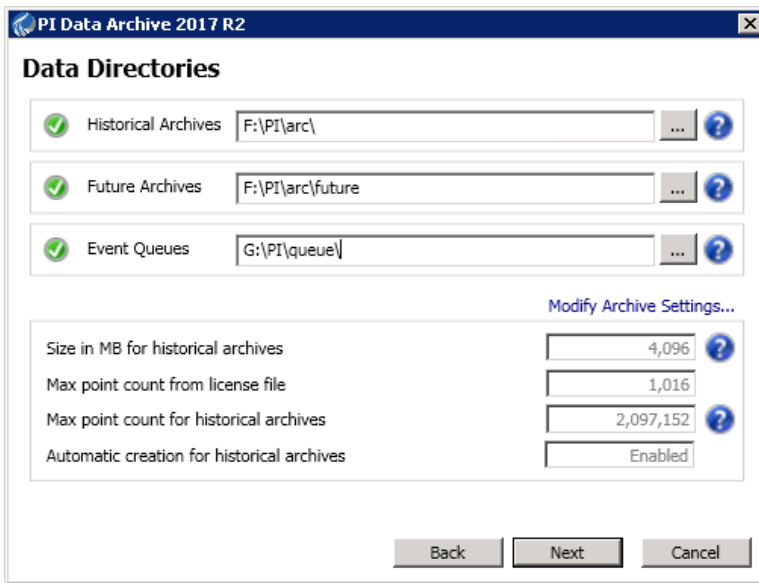 PI Data Archive 2017 R2
Data Directories
Historical Archives F:\PI\arc\ ... ?
Future Archives F:\PI\arc\future ... ?
Event Queues G:\PI\queue\ ... ?
Modify Archive Settings...
Size in MB for historical archives 4,096 ?
Max point count from license file 1,016
Max point count for historical archives 2,097,152 ?
Automatic creation for historical archives Enabled
Back Next Cancel